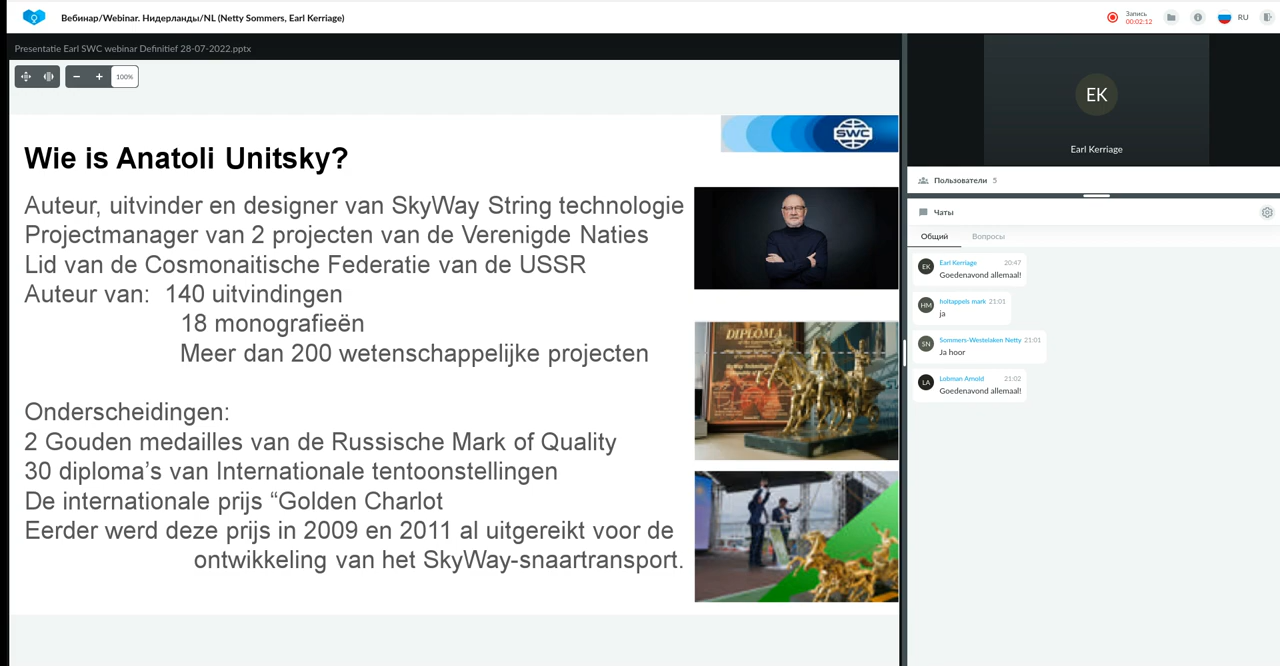 Вебинар/Webinar. Нидерланды/NL (Netty Sommers, Earl Kerriage)
Запись
00:02:12
RU
Presentatie Earl SWC webinar Definitief 28-07-2022.pptx
100%
SWC
Wie is Anatoli Unitsky?
Auteur, uitvinder en designer van SkyWay String technologie
Projectmanager van 2 projecten van de Verenigde Naties
Lid van de Cosmonaitische Federatie van de USSR
Auteur van: 140 uitvindingen
18 monografieën
Meer dan 200 wetenschappelijke projecten
DIPLOMA
Onderscheidingen:
2 Gouden medailles van de Russische Mark of Quality
30 diploma's van Internationale tentoonstellingen
De internationale prijs “Golden Charlot
Eerder werd deze prijs in 2009 en 2011 al uitgereikt voor de
ontwikkeling van het SkyWay-snaartransport.
EK
Earl Kerriage
Пользователи 5
Чаты
Общий Вопросы
EK
Earl Kerriage 20:47
Goedenavond allemaal!
HM
holtappels mark 21:01
ja
SN
Sommers-Westelaken Netty 21:01
Ja hoor
LA
Lobman Arnold 21:02
Goedenavond allemaal!